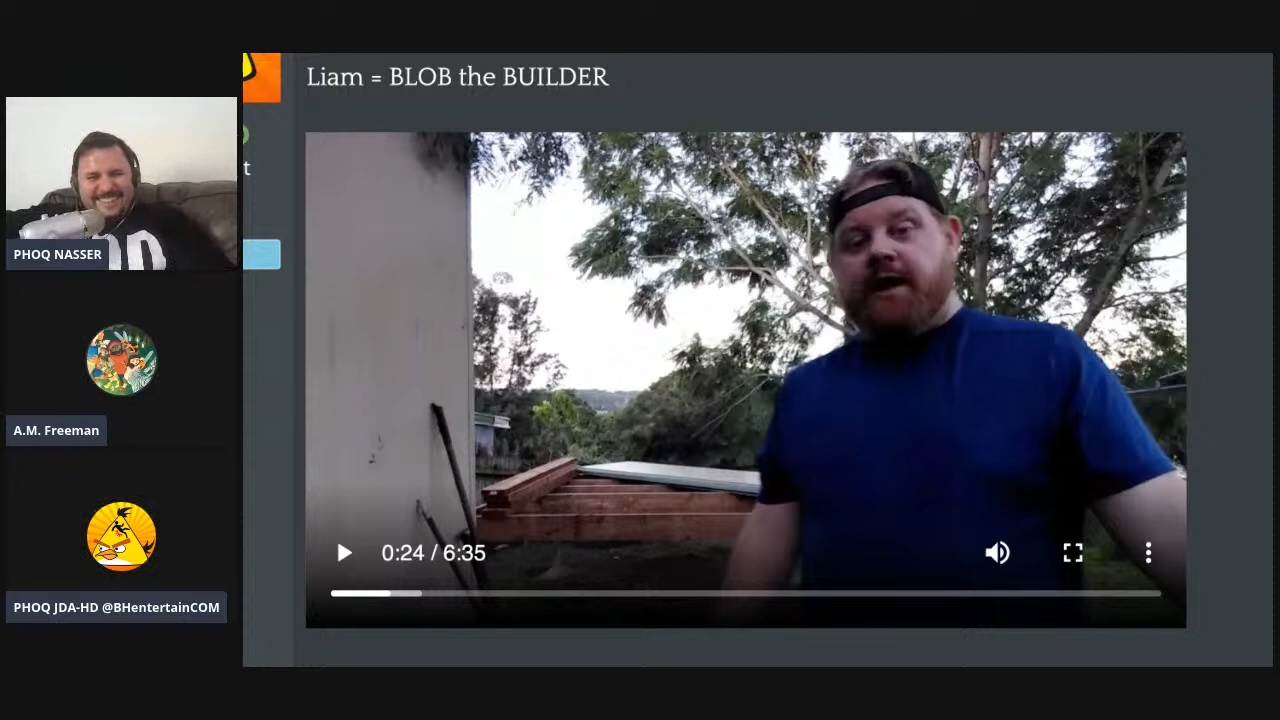 Liam = BLOB the BUILDER
t
PHOQ NASSER
A.M. Freeman
0:24 / 6:35
PHOQ JDA-HD @BHentertainCOM